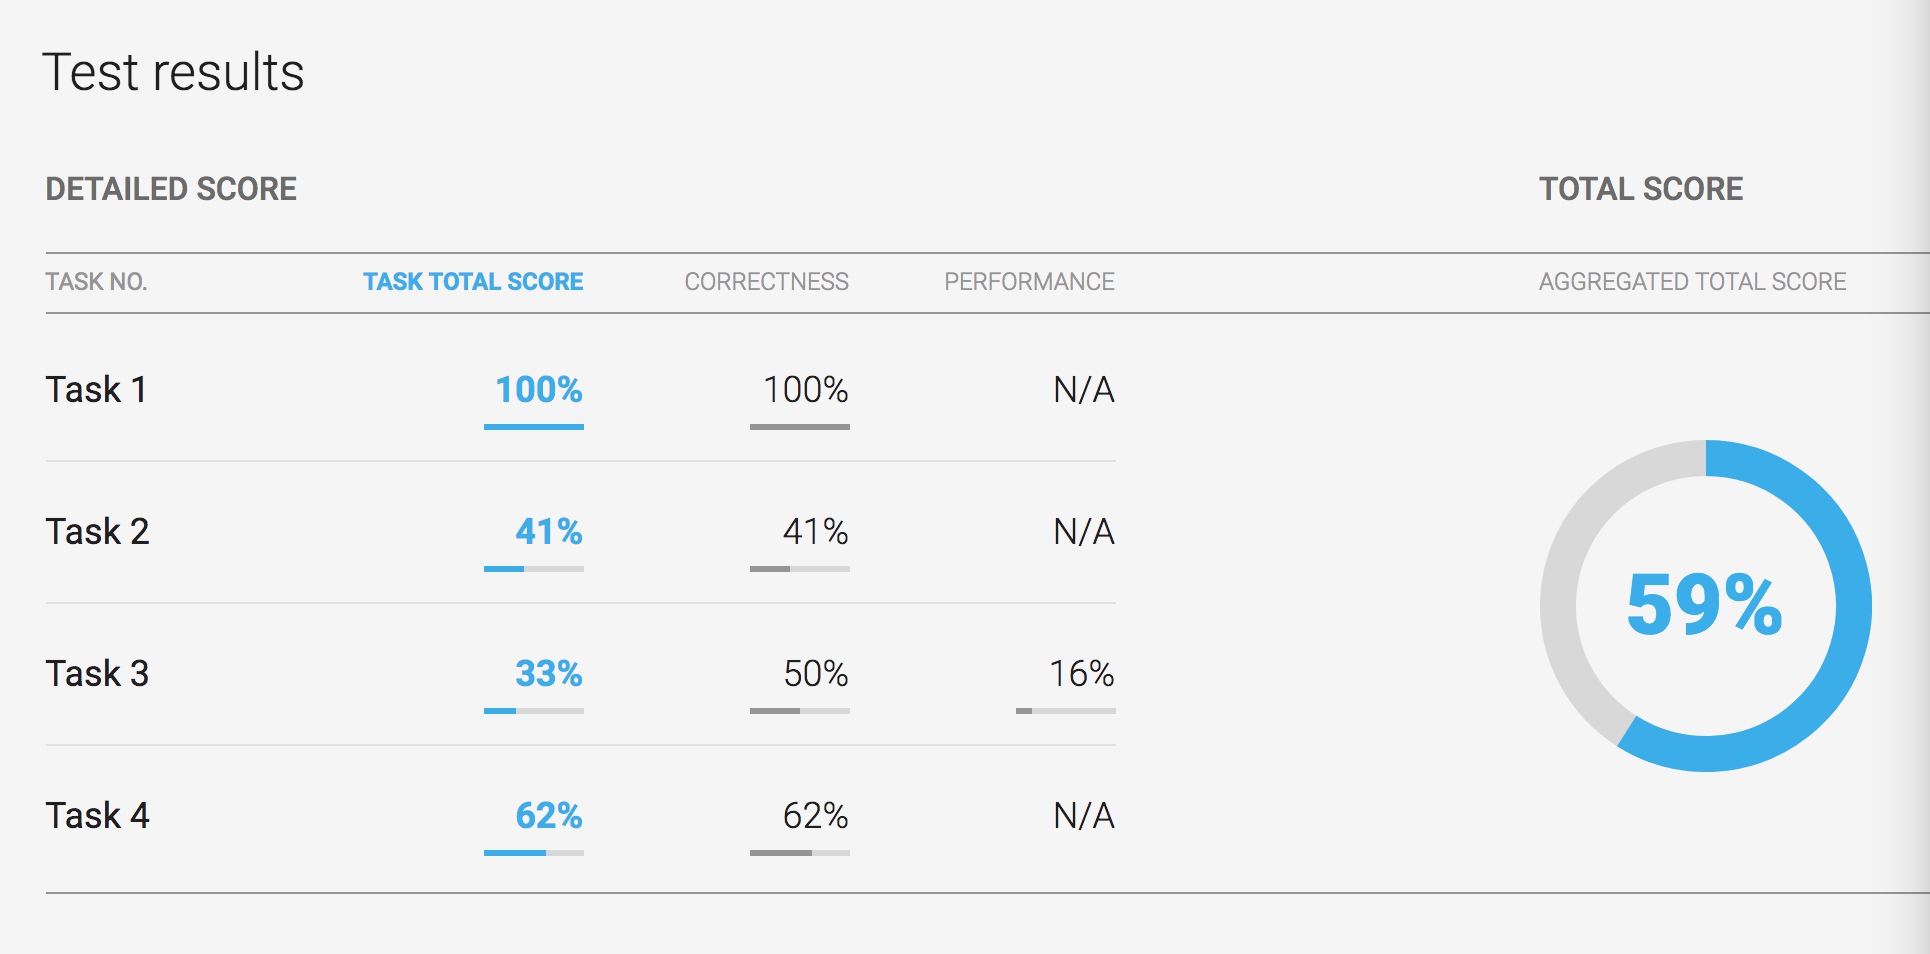 Test results
DETAILED SCORE
TOTAL SCORE
TASK NO. TASK TOTAL SCORE CORRECTNESS PERFORMANCE
AGGREGATED TOTAL SCORE
Task 1 100% 100% N/A
Task 2 41% 41% N/A
Task 3 33% 50% 16%
Task 4 62% 62% N/A
59%